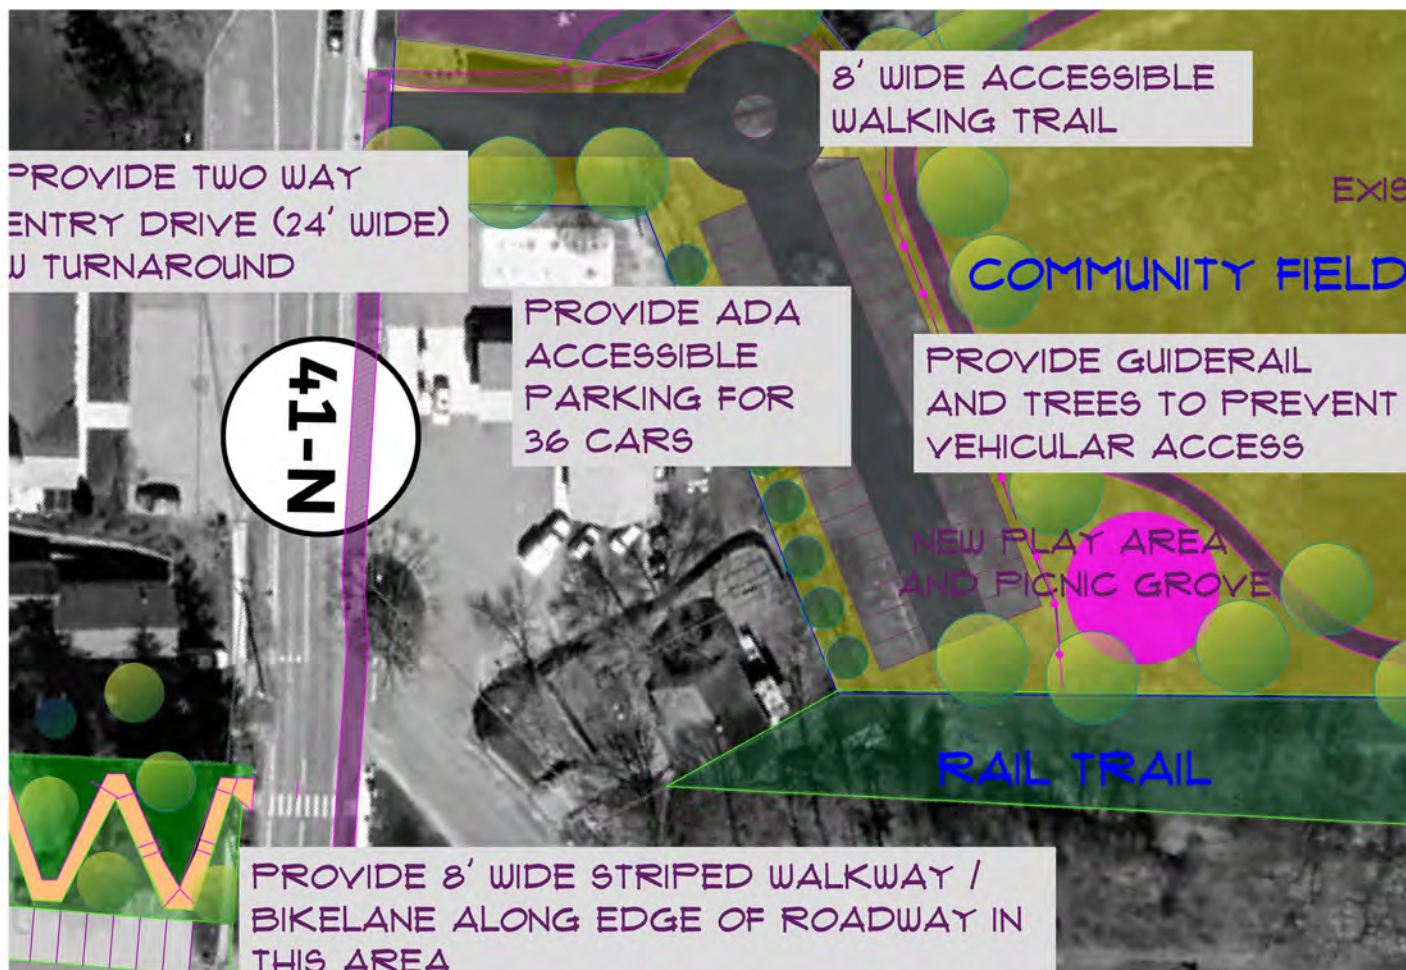 8' WIDE ACCESSIBLE
WALKING TRAIL
PROVIDE TWO WAY
ENTRY DRIVE (24' WIDE)
W TURNAROUND
EXIS
COMMUNITY FIELD
PROVIDE ADA
ACCESSIBLE
PARKING FOR
36 CARS
PROVIDE GUIDERAIL
AND TREES TO PREVENT
VEHICULAR ACCESS
41-N
NEW PLAY AREA
AND PICNIC GROVE
RAIL TRAIL
PROVIDE 8' WIDE STRIPED WALKWAY /
BIKELANE ALONG EDGE OF ROADWAY IN
THIS AREA